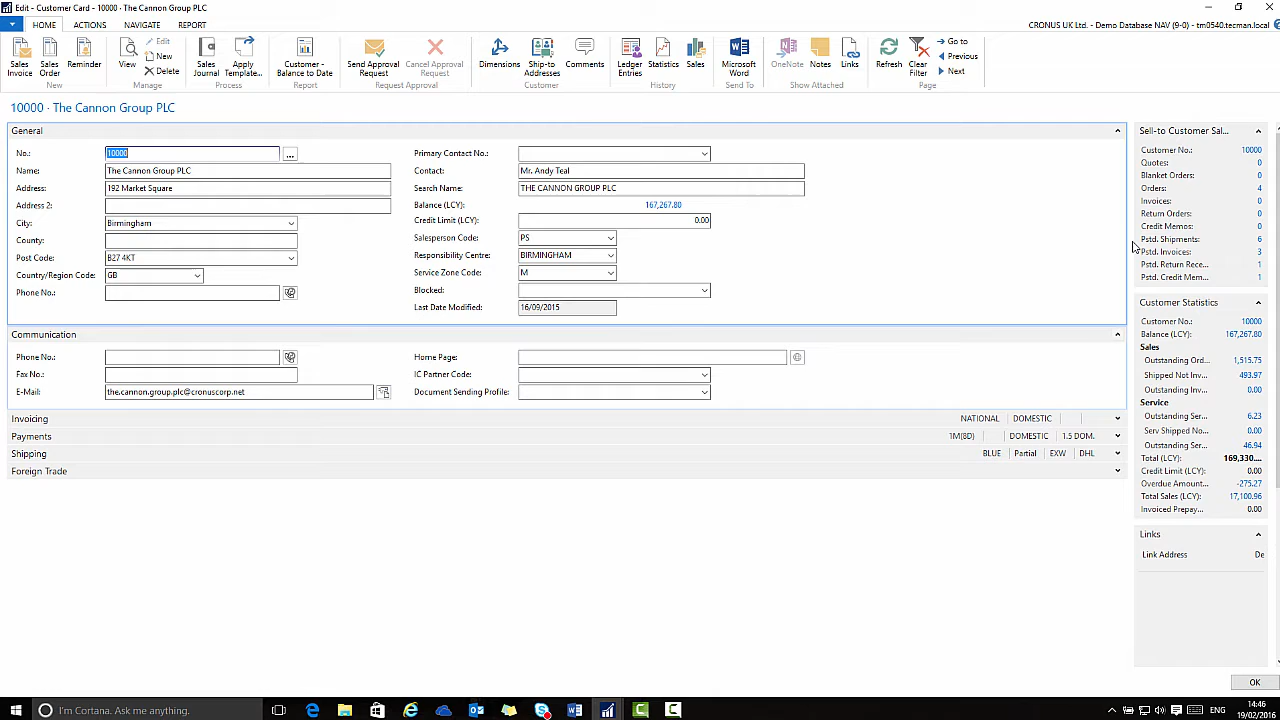 Edit - Customer Card - 10000 · The Cannon Group PLC
HOME ACTIONS NAVIGATE REPORT
CRONUS UK Ltd. - Demo Database NAV (9-0) - tm0540.tecman.local
Sales Invoice
Sales Order
Reminder
New
View
Edit
New
Delete
Manage
Sales Journal
Apply Template...
Process
Customer - Balance to Date
Report
Send Approval Request
Cancel Approval Request
Request Approval
Dimensions
Ship-to Addresses
Comments
Customer
Ledger Entries
Statistics
Sales
History
Microsoft Word
Send To
OneNote
Notes
Links
Show Attached
Refresh
Clear Filter
Go to
Previous
Next
Page
10000 · The Cannon Group PLC
General
No.: 10000 ...
Name: The Cannon Group PLC
Address: 192 Market Square
Address 2:
City: Birmingham
County:
Post Code: B27 4KT
Country/Region Code: GB
Phone No.:
Primary Contact No.:
Contact: Mr. Andy Teal
Search Name: THE CANNON GROUP PLC
Balance (LCY): 167,267.80
Credit Limit (LCY): 0.00
Salesperson Code: PS
Responsibility Centre: BIRMINGHAM
Service Zone Code: M
Blocked:
Last Date Modified: 16/09/2015
Communication
Phone No.:
Fax No.:
E-Mail: the.cannon.group.plc@cronuscorp.net
Home Page:
IC Partner Code:
Document Sending Profile:
Invoicing NATIONAL DOMESTIC
Payments 1M(8D) DOMESTIC 1.5 DOM.
Shipping BLUE Partial EXW DHL
Foreign Trade
Sell-to Customer Sal...
Customer No.: 10000
Quotes: 0
Blanket Orders: 0
Orders: 4
Invoices: 0
Return Orders: 0
Credit Memos: 0
Pstd. Shipments: 6
Pstd. Invoices: 3
Pstd. Return Rece... 1
Pstd. Credit Mem... 1
Customer Statistics
Customer No.: 10000
Balance (LCY): 167,267.80
Sales
Outstanding Ord... 1,515.75
Shipped Not Inv... 493.97
Outstanding Inv... 0.00
Service
Outstanding Ser... 6.23
Serv Shipped No... 0.00
Outstanding Ser... 46.94
Total (LCY): 169,330....
Credit Limit (LCY): 0.00
Overdue Amount... -275.27
Total Sales (LCY): 17,100.96
Invoiced Prepay... 0.00
Links
Link Address De
OK
I'm Cortana. Ask me anything.
ENG
14:46
19/02/2016